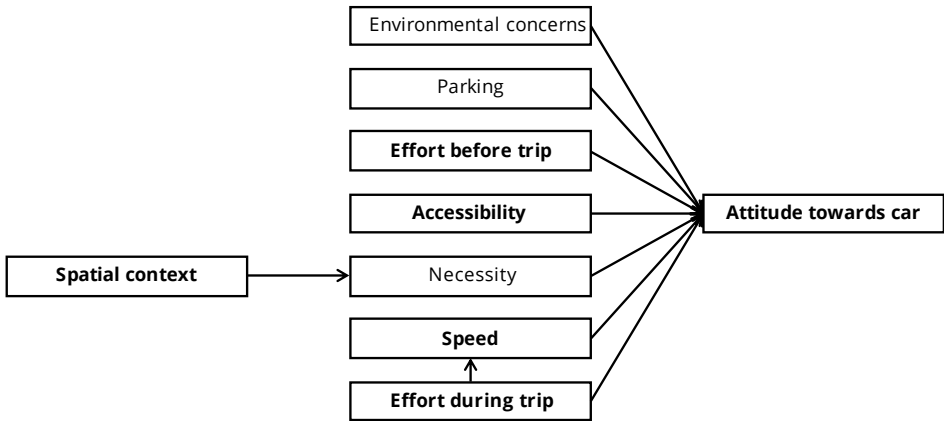 Environmental concerns
Parking
Effort before trip
Accessibility
Attitude towards car
Spatial context
Necessity
Speed
Effort during trip